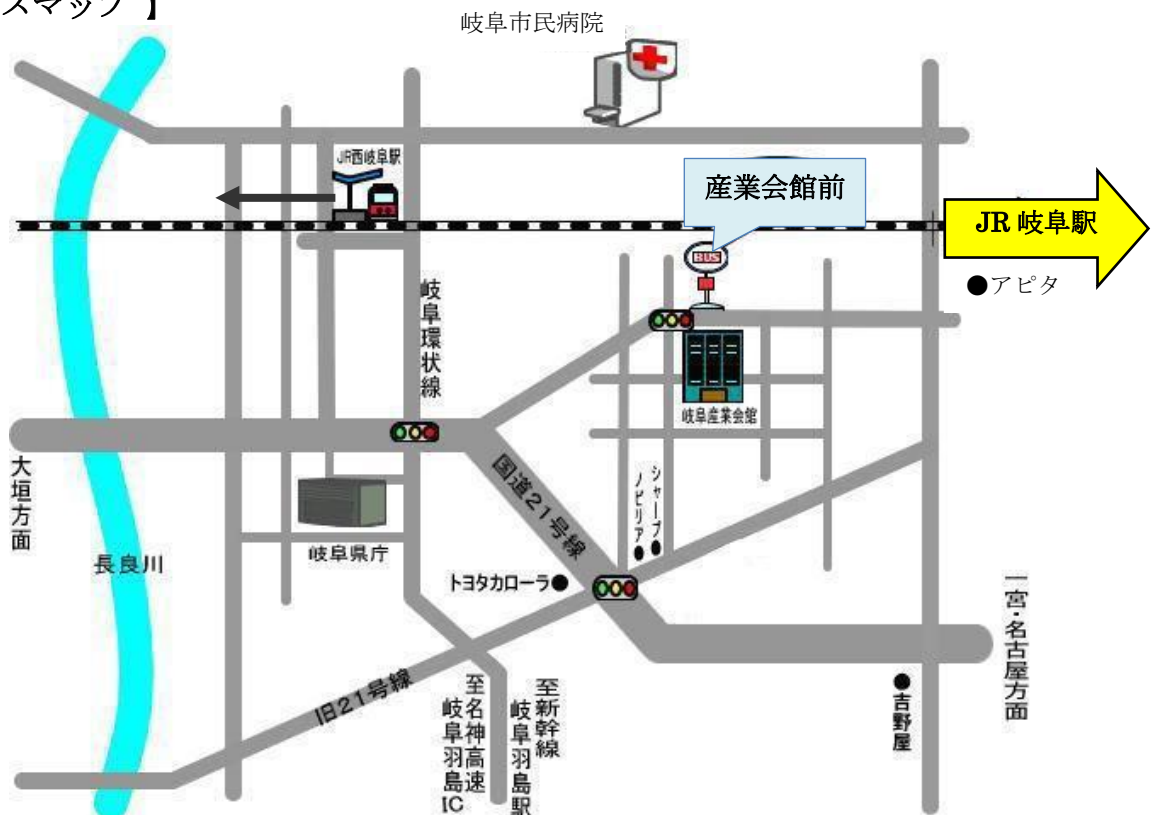 スマップ 】
岐阜市民病院
JR西岐阜駅
産業会館前
JR 岐阜駅
BUS
●アピタ
岐阜環状線
岐阜産業会館
大垣方面
国道21号線
シャープ●
ノビリア●
長良川
岐阜県庁
トヨタカローラ●
一宮・名古屋方面
旧21号線
至新幹線
岐阜羽島駅
至名神高速
岐阜羽島IC
●吉野屋